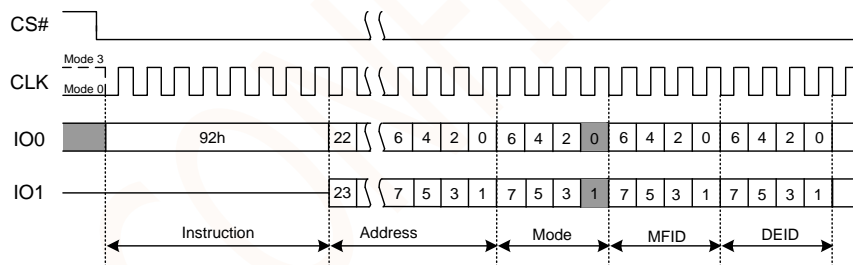 CS#
Mode 3
CLK
Mode 0
IO0 92h 22 6 4 2 0 6 4 2 0 6 4 2 0 6 4 2 0
IO1 23 7 5 3 1 7 5 3 1 7 5 3 1 7 5 3 1
Instruction Address Mode MFID DEID